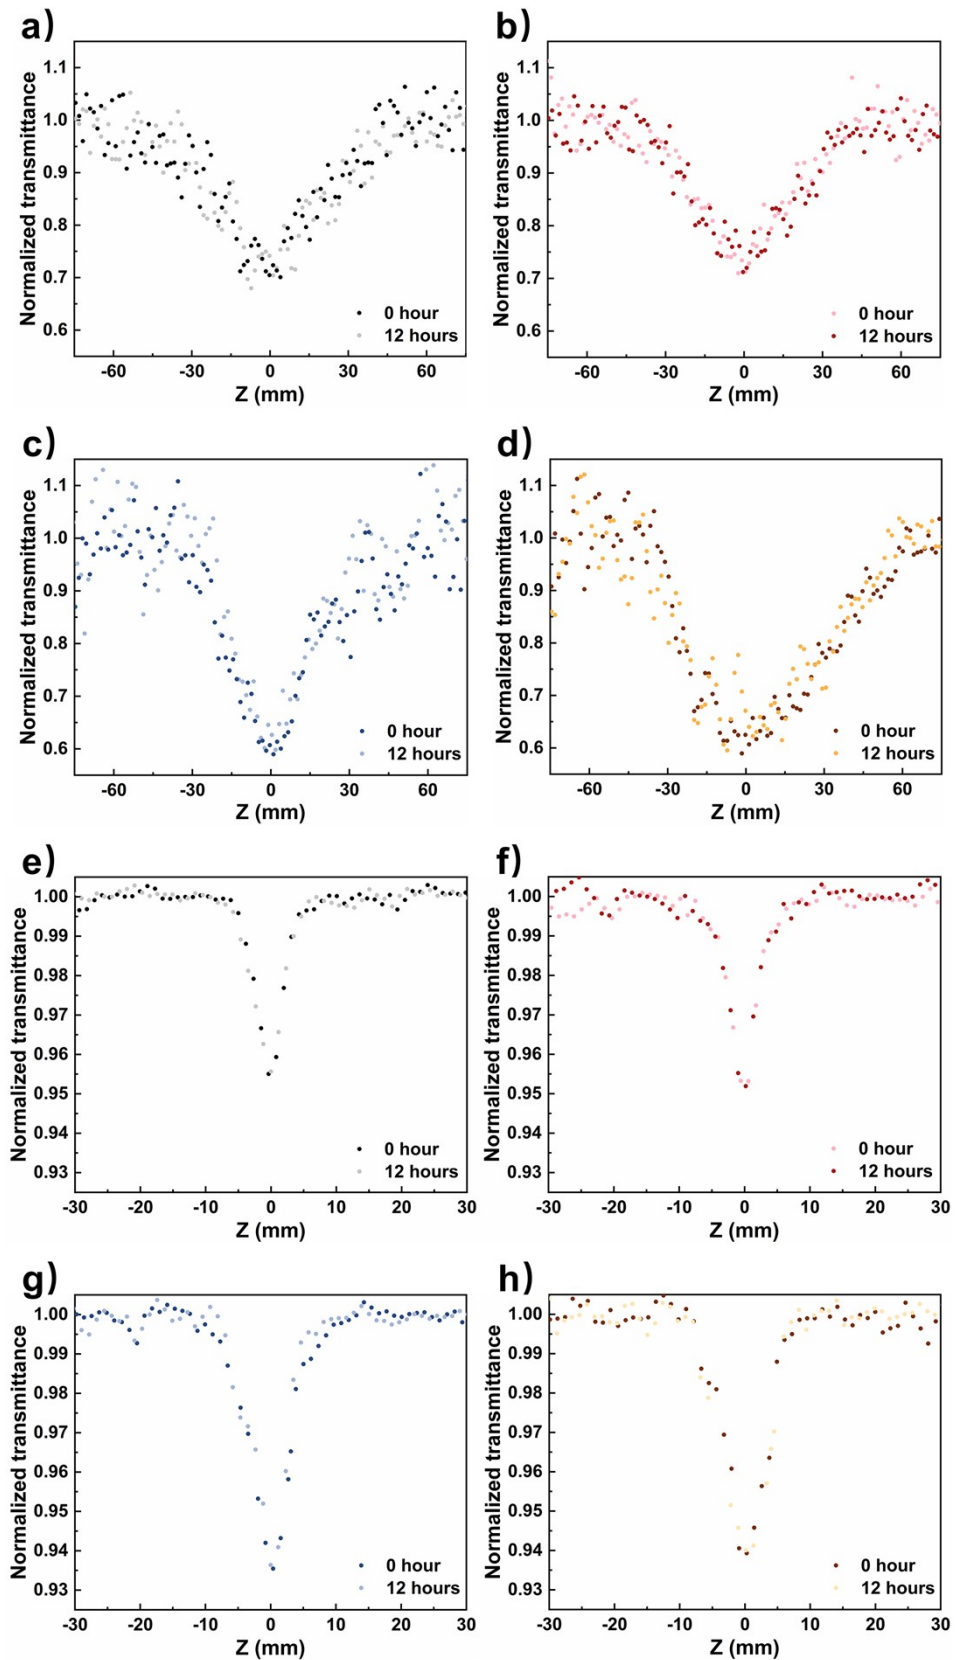 a)
Normalized transmittance
1.1
1.0
0.9
0.8
0.7
0.6
0 hour
12 hours
-60 -30 0 30 60
Z (mm)
b)
Normalized transmittance
1.1
1.0
0.9
0.8
0.7
0.6
0 hour
12 hours
-60 -30 0 30 60
Z (mm)
c)
Normalized transmittance
1.1
1.0
0.9
0.8
0.7
0.6
0 hour
12 hours
-60 -30 0 30 60
Z (mm)
d)
Normalized transmittance
1.1
1.0
0.9
0.8
0.7
0.6
0 hour
12 hours
-60 -30 0 30 60
Z (mm)
e)
Normalized transmittance
1.00
0.99
0.98
0.97
0.96
0.95
0.94
0.93
0 hour
12 hours
-30 -20 -10 0 10 20 30
Z (mm)
f)
Normalized transmittance
1.00
0.99
0.98
0.97
0.96
0.95
0.94
0.93
0 hour
12 hours
-30 -20 -10 0 10 20 30
Z (mm)
g)
Normalized transmittance
1.00
0.99
0.98
0.97
0.96
0.95
0.94
0.93
0 hour
12 hours
-30 -20 -10 0 10 20 30
Z (mm)
h)
Normalized transmittance
1.00
0.99
0.98
0.97
0.96
0.95
0.94
0.93
0 hour
12 hours
-30 -20 -10 0 10 20 30
Z (mm)